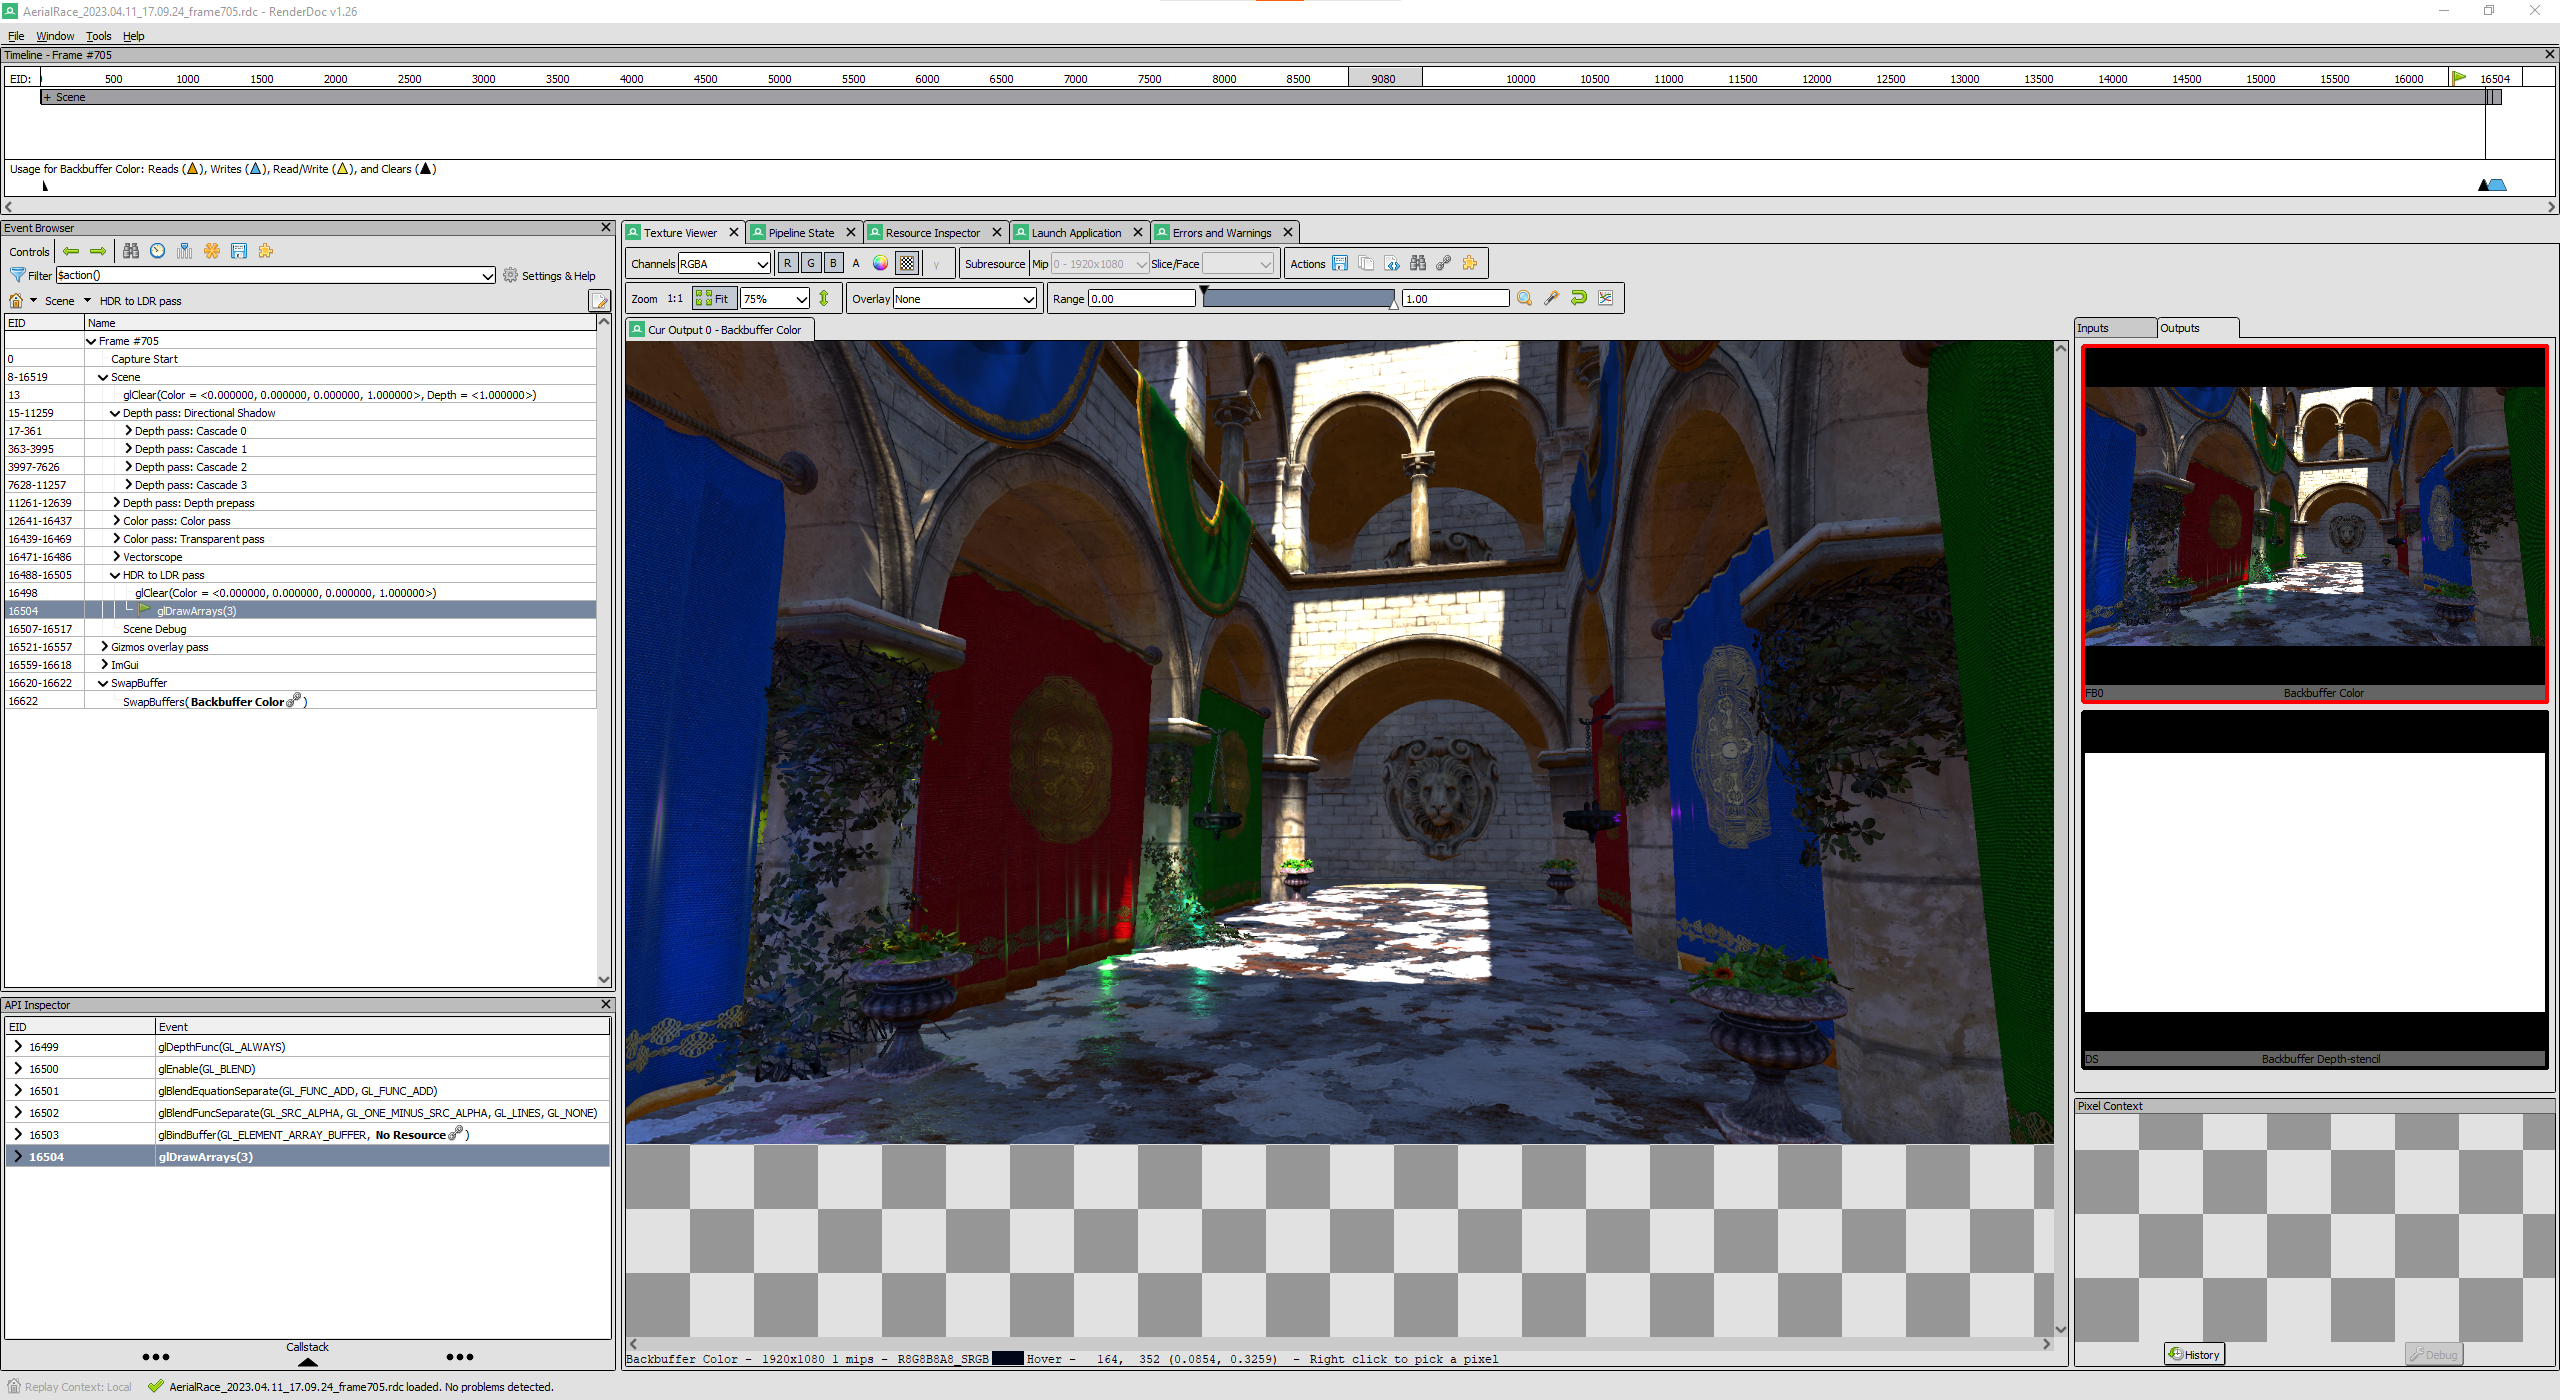 AerialRace_2023.04.11_17.09.24_frame705.rdc - RenderDoc v1.26
File Window Tools Help
Timeline - Frame #705
EID: 500 1000 1500 2000 2500 3000 3500 4000 4500 5000 5500 6000 6500 7000 7500 8000 8500 9080 10000 10500 11000 11500 12000 12500 13000 13500 14000 14500 15000 15500 16000 16504
+ Scene
Usage for Backbuffer Color: Reads ( ), Writes ( ), Read/Write ( ), and Clears ( )
Event Browser
Controls
Filter $action() Settings & Help
Scene HDR to LDR pass
EID Name
Frame #705
0 Capture Start
8-16519 Scene
13 glClear(Color = <0.000000, 0.000000, 0.000000, 1.000000>, Depth = <1.000000>)
15-11259 Depth pass: Directional Shadow
17-361 Depth pass: Cascade 0
363-3995 Depth pass: Cascade 1
3997-7626 Depth pass: Cascade 2
7628-11257 Depth pass: Cascade 3
11261-12639 Depth pass: Depth prepass
12641-16437 Color pass: Color pass
16439-16469 Color pass: Transparent pass
16471-16486 Vectorscope
16488-16505 HDR to LDR pass
16498 glClear(Color = <0.000000, 0.000000, 0.000000, 1.000000>)
16504 glDrawArrays(3)
16507-16517 Scene Debug
16521-16557 Gizmos overlay pass
16559-16618 ImGui
16620-16622 SwapBuffer
16622 SwapBuffers( Backbuffer Color )
API Inspector
EID Event
16499 glDepthFunc(GL_ALWAYS)
16500 glEnable(GL_BLEND)
16501 glBlendEquationSeparate(GL_FUNC_ADD, GL_FUNC_ADD)
16502 glBlendFuncSeparate(GL_SRC_ALPHA, GL_ONE_MINUS_SRC_ALPHA, GL_LINES, GL_NONE)
16503 glBindBuffer(GL_ELEMENT_ARRAY_BUFFER, No Resource )
16504 glDrawArrays(3)
Callstack
Texture Viewer Pipeline State Resource Inspector Launch Application Errors and Warnings
Channels RGBA R G B A γ Subresource Mip 0 - 1920x1080 Slice/Face Actions
Zoom 1:1 Fit 75% Overlay None Range 0.00 1.00
Cur Output 0 - Backbuffer Color
Backbuffer Color - 1920x1080 1 mips - R8G8B8A8_SRGB Hover - 164, 352 (0.0854, 0.3259) - Right click to pick a pixel
Inputs Outputs
FB0 Backbuffer Color
DS Backbuffer Depth-stencil
Pixel Context
History Debug
Replay Context: Local AerialRace_2023.04.11_17.09.24_frame705.rdc loaded. No problems detected.